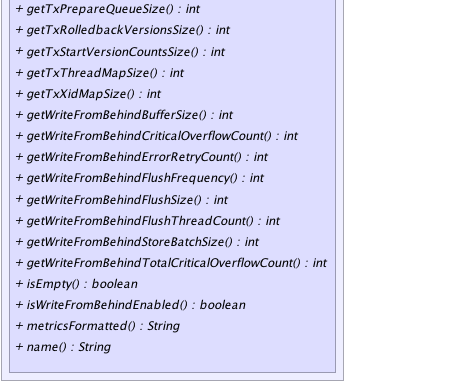 + getTxPrepareQueueSize() : int
+ getTxRolledbackVersionsSize() : int
+ getTxStartVersionCountsSize() : int
+ getTxThreadMapSize() : int
+ getTxXidMapSize() : int
+ getWriteFromBehindBufferSize() : int
+ getWriteFromBehindCriticalOverflowCount() : int
+ getWriteFromBehindErrorRetryCount() : int
+ getWriteFromBehindFlushFrequency() : int
+ getWriteFromBehindFlushSize() : int
+ getWriteFromBehindFlushThreadCount() : int
+ getWriteFromBehindStoreBatchSize() : int
+ getWriteFromBehindTotalCriticalOverflowCount() : int
+ isEmpty() : boolean
+ isWriteFromBehindEnabled() : boolean
+ metricsFormatted() : String
+ name() : String